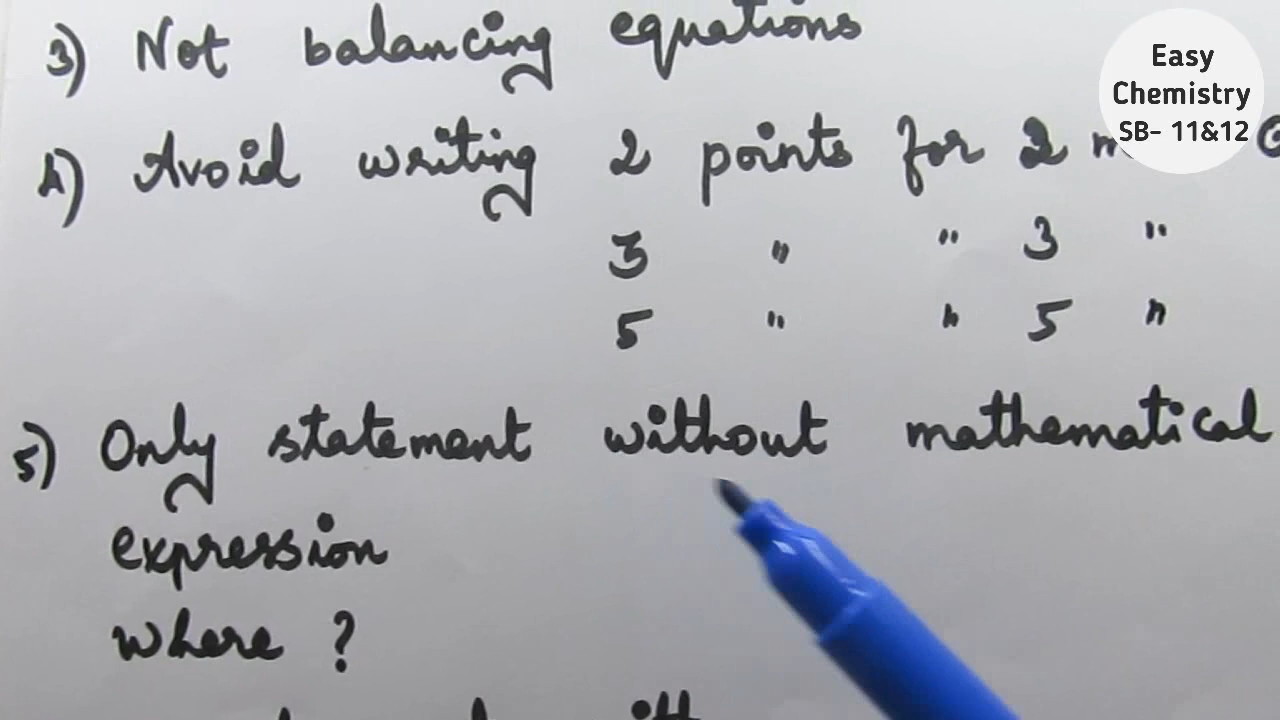 3) Not balancing equations
4) Avoid writing 2 points for 2
3 " " 3 "
5 " " 5 "
5) Only statement without mathematical
expression
where ?
Easy
Chemistry
SB- 11&12